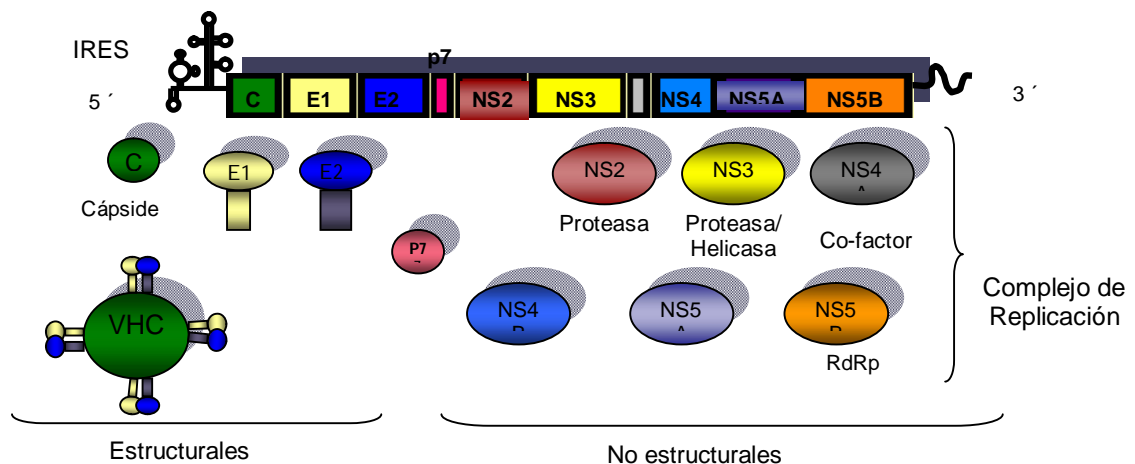 IRES
p7
5 ´
C E1 E2 NS2 NS3 NS4 NS5A NS5B
3 ´
C E1 E2
NS2 NS3 NS4
Cápside
Proteasa
Proteasa/
Helicasa
Co-factor
P7
VHC
NS4 NS5 NS5
RdRp
Complejo de
Replicación
Estructurales
No estructurales